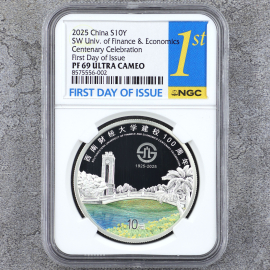 2025 China S10Y
SW Univ. of Finance & Economics
Centenary Celebration
First Day of Issue
PF 69 ULTRA CAMEO
8575556-002
1st
FIRST DAY OF ISSUE
NGC
西南财经大学建校100周年
1925-2025
10元